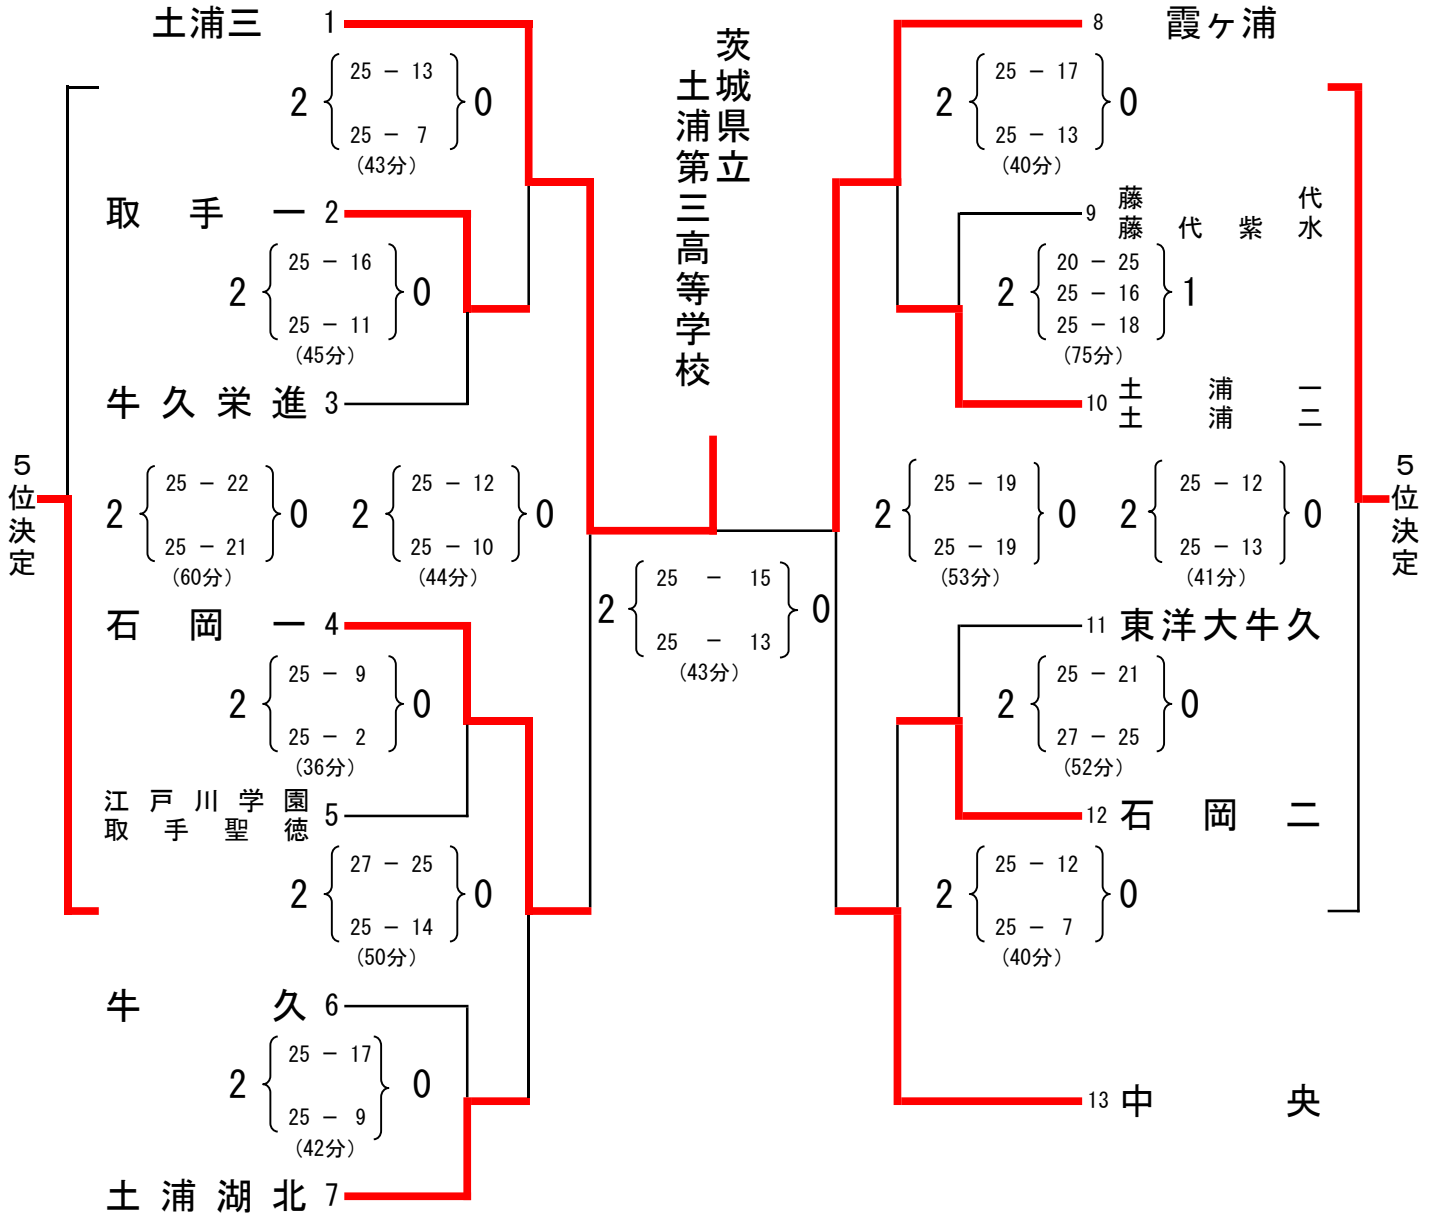 土浦三 1
2 25 － 13 0
25 － 7
(43分)
取手一 2
2 25 － 16 0
25 － 11
(45分)
牛久栄進 3
5位決定
2 25 － 22 0
25 － 21
(60分)
2 25 － 12 0
25 － 10
(44分)
石岡一 4
2 25 － 9 0
25 － 2
(36分)
江戸川学園
取手聖徳 5
2 27 － 25 0
25 － 14
(50分)
牛久 6
2 25 － 17 0
25 － 9
(42分)
土浦湖北 7
茨城県立
土浦第三高等学校
2 25 － 15 0
25 － 13
(43分)
8 霞ヶ浦
2 25 － 17 0
25 － 13
(40分)
9 藤代
藤代紫水
2 20 － 25 1
25 － 16
25 － 18
(75分)
10 土浦一
土浦二
2 25 － 19 0
25 － 19
(53分)
2 25 － 12 0
25 － 13
(41分)
5位決定
11 東洋大牛久
2 25 － 21 0
27 － 25
(52分)
12 石岡二
2 25 － 12 0
25 － 7
(40分)
13 中央